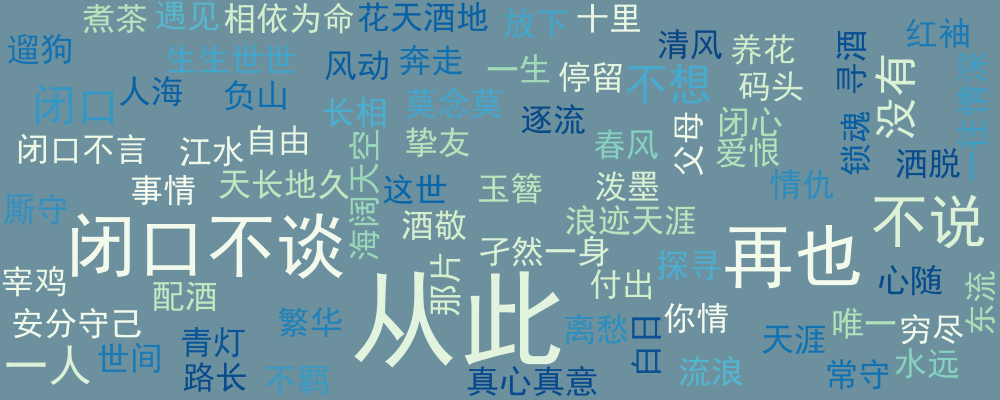 煮茶
遇见
相依为命
花天酒地
放下
十里
遛狗
生生世世
风动
奔走
一生
停留
清风
养花
寻酒
红袖
闭口
人海
负山
长相
莫念莫
逐流
不想
码头
没有
一往情深
闭口不言
江水
自由
挚友
春风
父母
闭心
爱恨
锁魂
洒脱
事情
天长地久
海阔天空
这世
玉簪
泼墨
情仇
厮守
闭口不谈
酒敬
浪迹天涯
孑然一身
再也
不说
宰鸡
配酒
那片
从此
付出
探寻
心随
东流
安分守己
繁华
离愁
白日
你情
天涯
唯一
穷尽
一人
世间
青灯
路长
不羁
真心真意
流浪
常守
水远